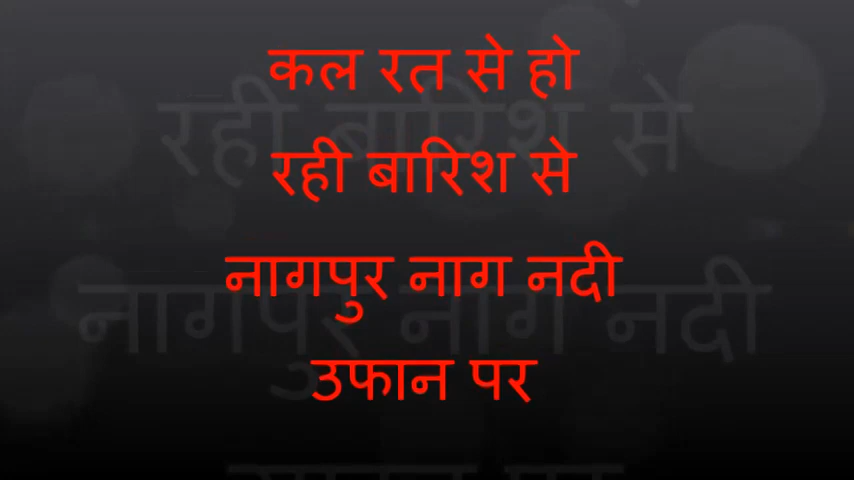 कल रत से हो
रही बारिश से
नागपुर नाग नदी
उफान पर